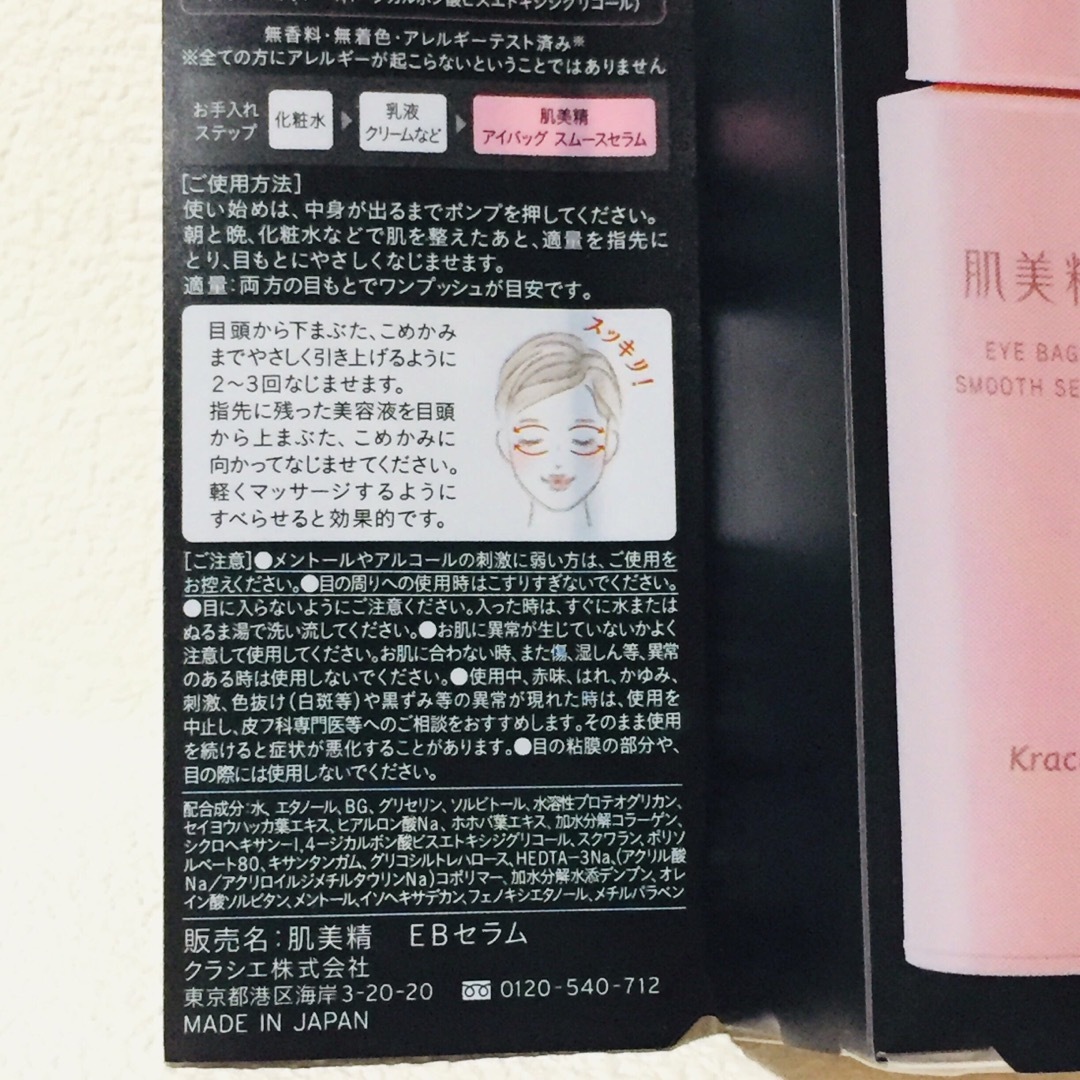 カルボン酸ビスエトキシジグリコール)
無香料・無着色・アレルギーテスト済み※
※全ての方にアレルギーが起こらないということではありません
お手入れ
ステップ
化粧水
乳液
クリームなど
肌美精
アイバッグ スムースセラム
[ご使用方法]
使い始めは、中身が出るまでポンプを押してください。
朝と晩、化粧水などで肌を整えたあと、適量を指先に
とり、目もとにやさしくなじませます。
適量:両方の目もとでワンプッシュが目安です。
目頭から下まぶた、こめかみ
までやさしく引き上げるように
2〜3回なじませます。
指先に残った美容液を目頭
から上まぶた、こめかみに
向かってなじませてください。
軽くマッサージするように
すべらせると効果的です。
スッキリ!
[ご注意]●メントールやアルコールの刺激に弱い方は、ご使用を
お控えください。●目の周りへの使用時はこすりすぎないでください。
●目に入らないようにご注意ください。入った時は、すぐに水または
ぬるま湯で洗い流してください。●お肌に異常が生じていないかよく
注意して使用してください。お肌に合わない時、また傷、湿しん等、異常
のある時は使用しないでください。●使用中、赤味、はれ、かゆみ、
刺激、色抜け(白斑等)や黒ずみ等の異常が現れた時は、使用を
中止し、皮フ科専門医等へのご相談をおすすめします。そのまま使用
を続けると症状が悪化することがあります。●目の粘膜の部分や、
目の際には使用しないでください。
配合成分:水、エタノール、BG、グリセリン、ソルビトール、水溶性プロテオグリカン、
セイヨウハッカ葉エキス、ヒアルロン酸Na、ホホバ葉エキス、加水分解コラーゲン、
シクロヘキサン-1,4-ジカルボン酸ビスエトキシジグリコール、スクワラン、ポリソ
ルベート80、キサンタンガム、グリコシルトレハロース、HEDTA-3Na、(アクリル酸
Na/アクリロイルジメチルタウリンNa)コポリマー、加水分解水添デンプン、オレ
イン酸ソルビタン、メントール、イソヘキサデカン、フェノキシエタノール、メチルパラベン
販売名:肌美精 EBセラム
クラシエ株式会社
東京都港区海岸3-20-20 0120-540-712
MADE IN JAPAN
肌美
EYE BAG
SMOOTH SE
Krac